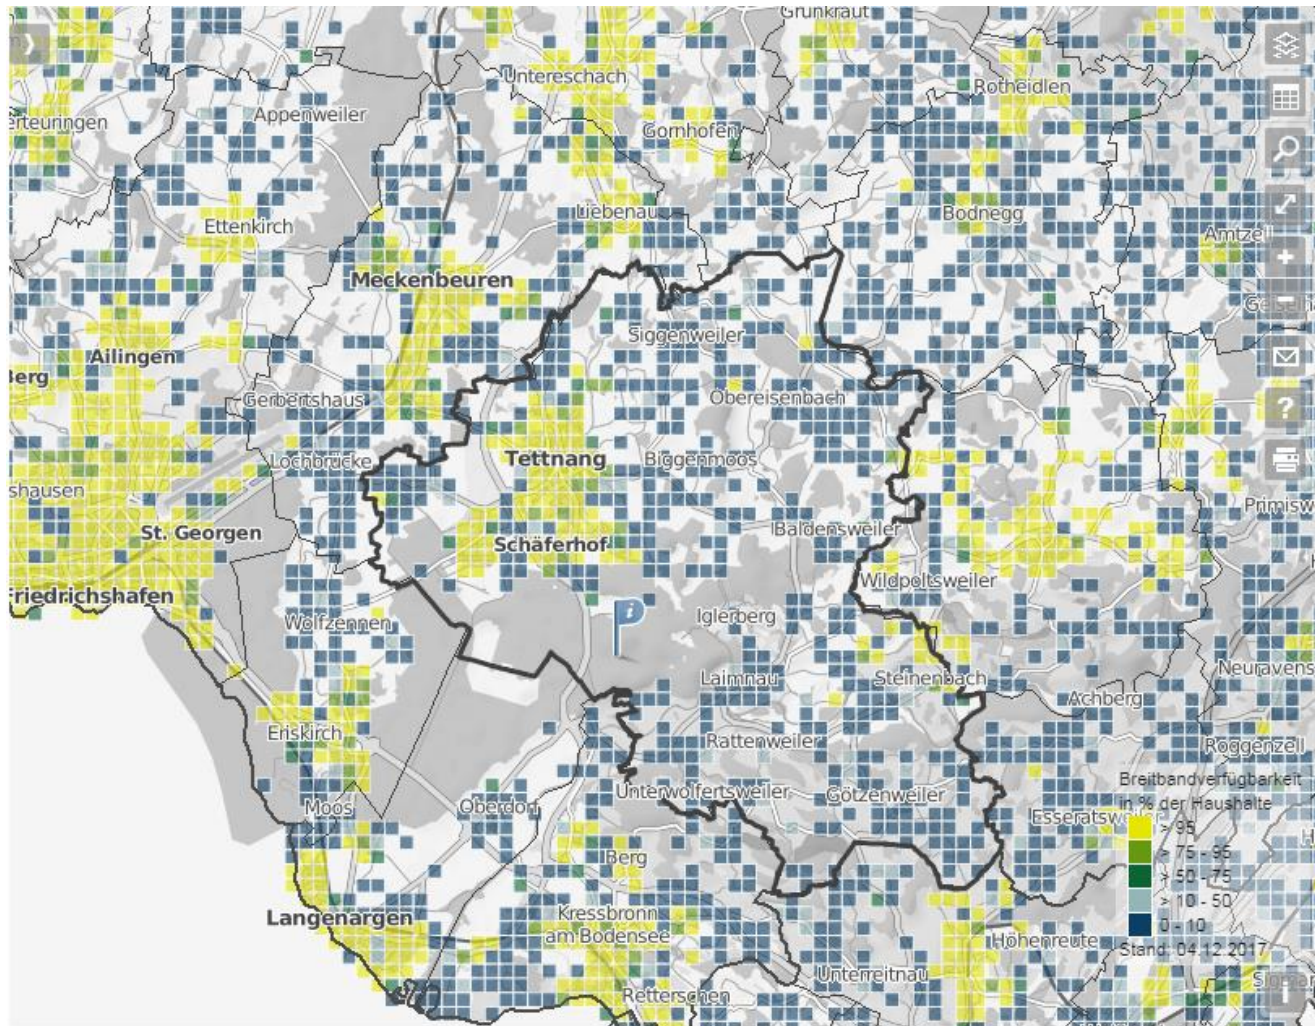 Grünkraut
Untereschach
Rotheidlen
Appenweiler
erteuringen
Gornhofen
Liebenau
Bodnegg
Ettenkirch
Amtzell
Meckenbeuren
Siggenweiler
Ailingen
Berg
Gerbertshaus
Obereisenbach
?
Lochbrücke
Tettnang
Biggenmoos
shausen
Primisw
St. Georgen
Baldensweiler
Schäferhof
Wildpoltsweiler
Friedrichshafen
i
Wolfzennen
Iglerberg
Laimnau
Steinenbach
Neuravens
Achberg
Eriskirch
Rattenweiler
Roggenzell
Breitbandverfügbarkeit
in % der Haushalte
Unterwolfertsweiler
Götzenweiler
Moos
Oberdorf
Esseratsweiler
> 95
> 75 - 95
> 50 - 75
> 10 - 50
0 - 10
Stand: 04.12.2017
Berg
Langenargen
Kressbronn
am Bodensee
Höhenreute
Unterreitnau
Retterschen